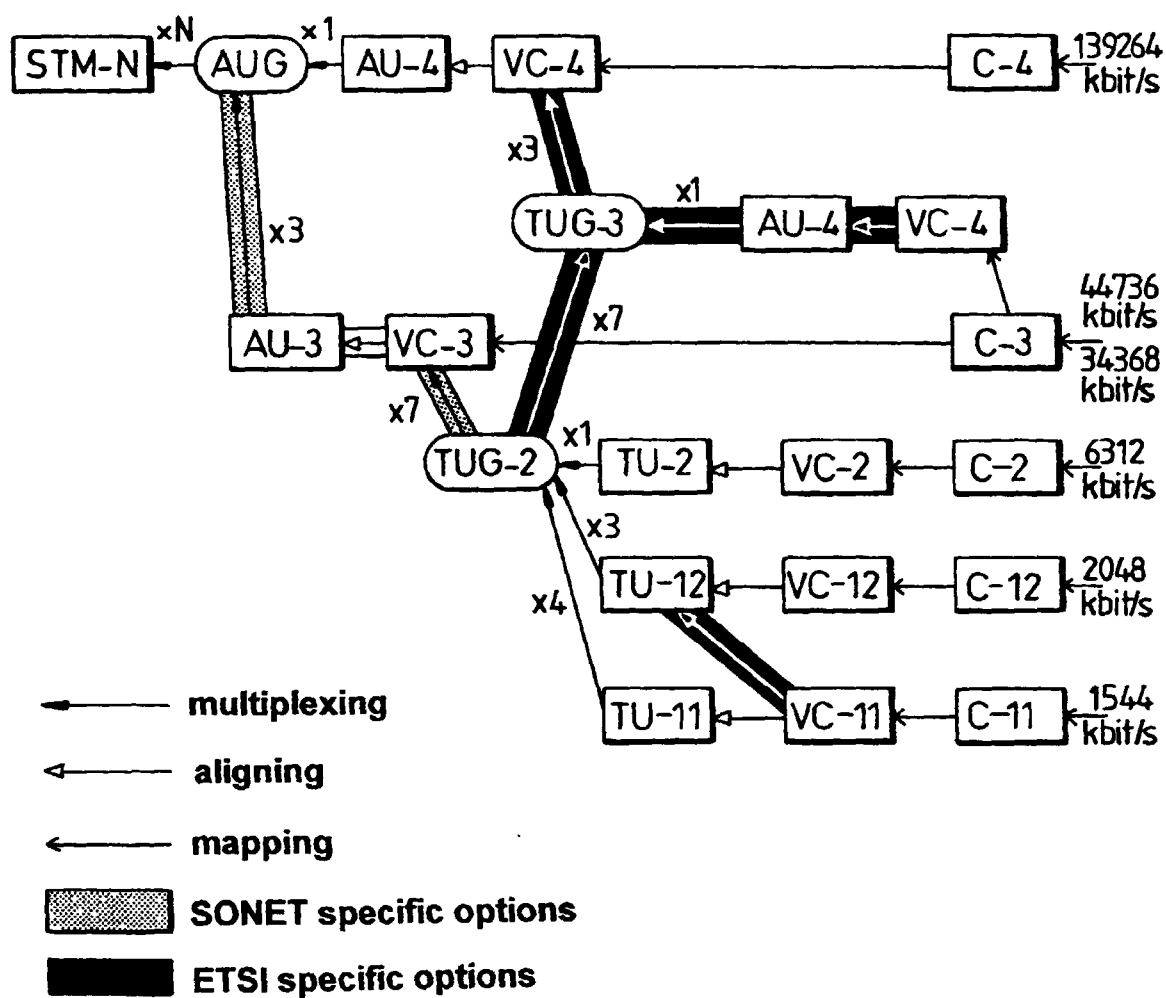 xN
x1
STM-N
AUG
AU-4
VC-4
C-4
139264
kbit/s
x3
x1
TUG-3
AU-4
VC-4
x3
x7
44736
kbit/s
AU-3
VC-3
C-3
34368
kbit/s
x7
x1
TUG-2
TU-2
VC-2
C-2
6312
kbit/s
x3
TU-12
VC-12
C-12
2048
kbit/s
x4
TU-11
VC-11
C-11
1544
kbit/s
multiplexing
aligning
mapping
SONET specific options
ETSI specific options